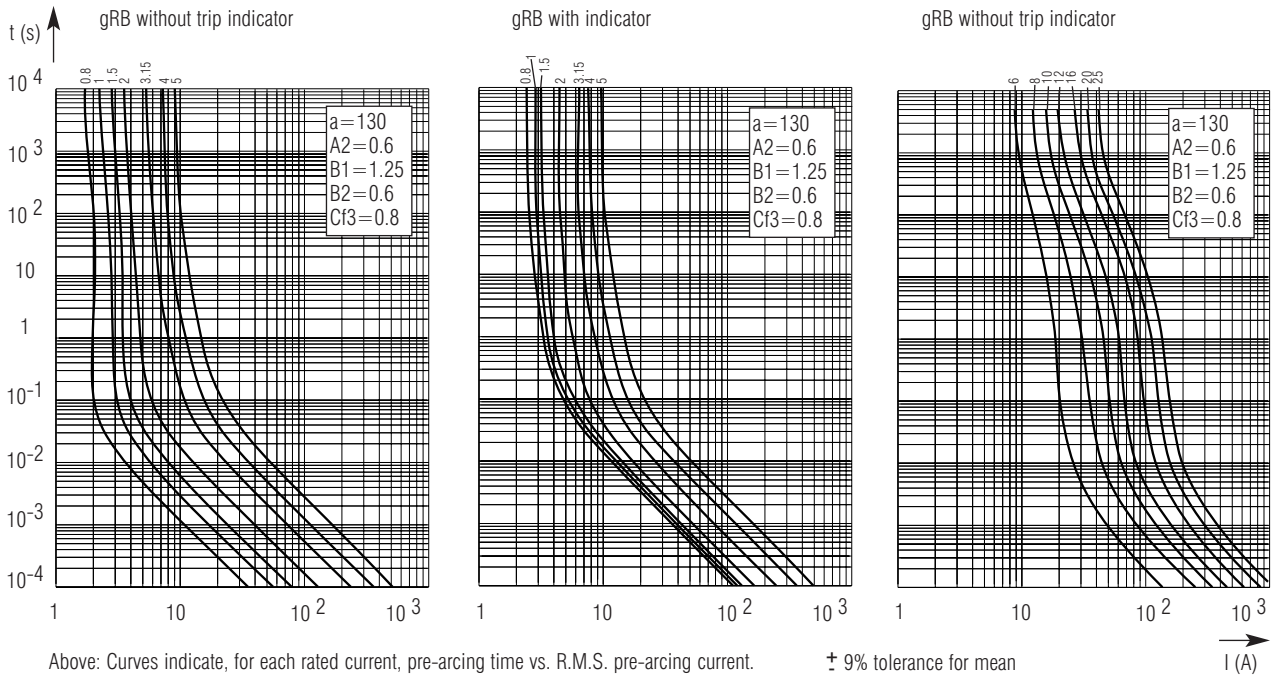 gRB without trip indicator
gRB with indicator
gRB without trip indicator
t (s)
0.8 1 1.5 2 3.15 4 5
0.8 1 1.5 2 3.15 4 5
6 8 10 12 16 20 25
10 4
10 3
10 2
10
1
10 -1
10 -2
10 -3
10 -4
a=130
A2=0.6
B1=1.25
B2=0.6
Cf3=0.8
a=130
A2=0.6
B1=1.25
B2=0.6
Cf3=0.8
a=130
A2=0.6
B1=1.25
B2=0.6
Cf3=0.8
1 10 10 2 10 3
1 10 10 2 10 3
1 10 10 2 10 3
I (A)
Above: Curves indicate, for each rated current, pre-arcing time vs. R.M.S. pre-arcing current.
± 9% tolerance for mean